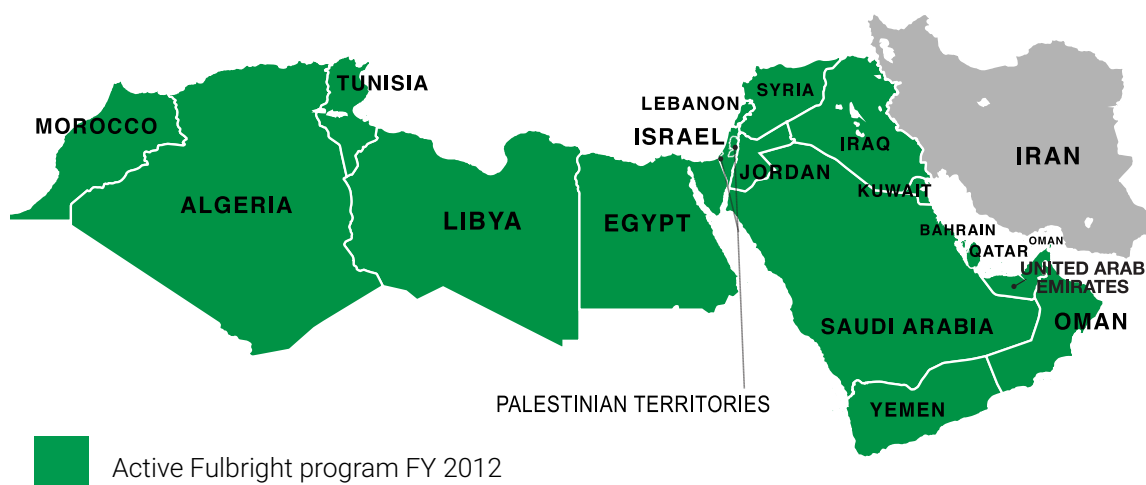 TUNISIA
MOROCCO
ALGERIA
LIBYA
EGYPT
LEBANON
SYRIA
ISRAEL
JORDAN
IRAQ
IRAN
KUWAIT
BAHRAIN
QATAR
OMAN
UNITED ARAB
EMIRATES
SAUDI ARABIA
OMAN
YEMEN
PALESTINIAN TERRITORIES
Active Fulbright program FY 2012